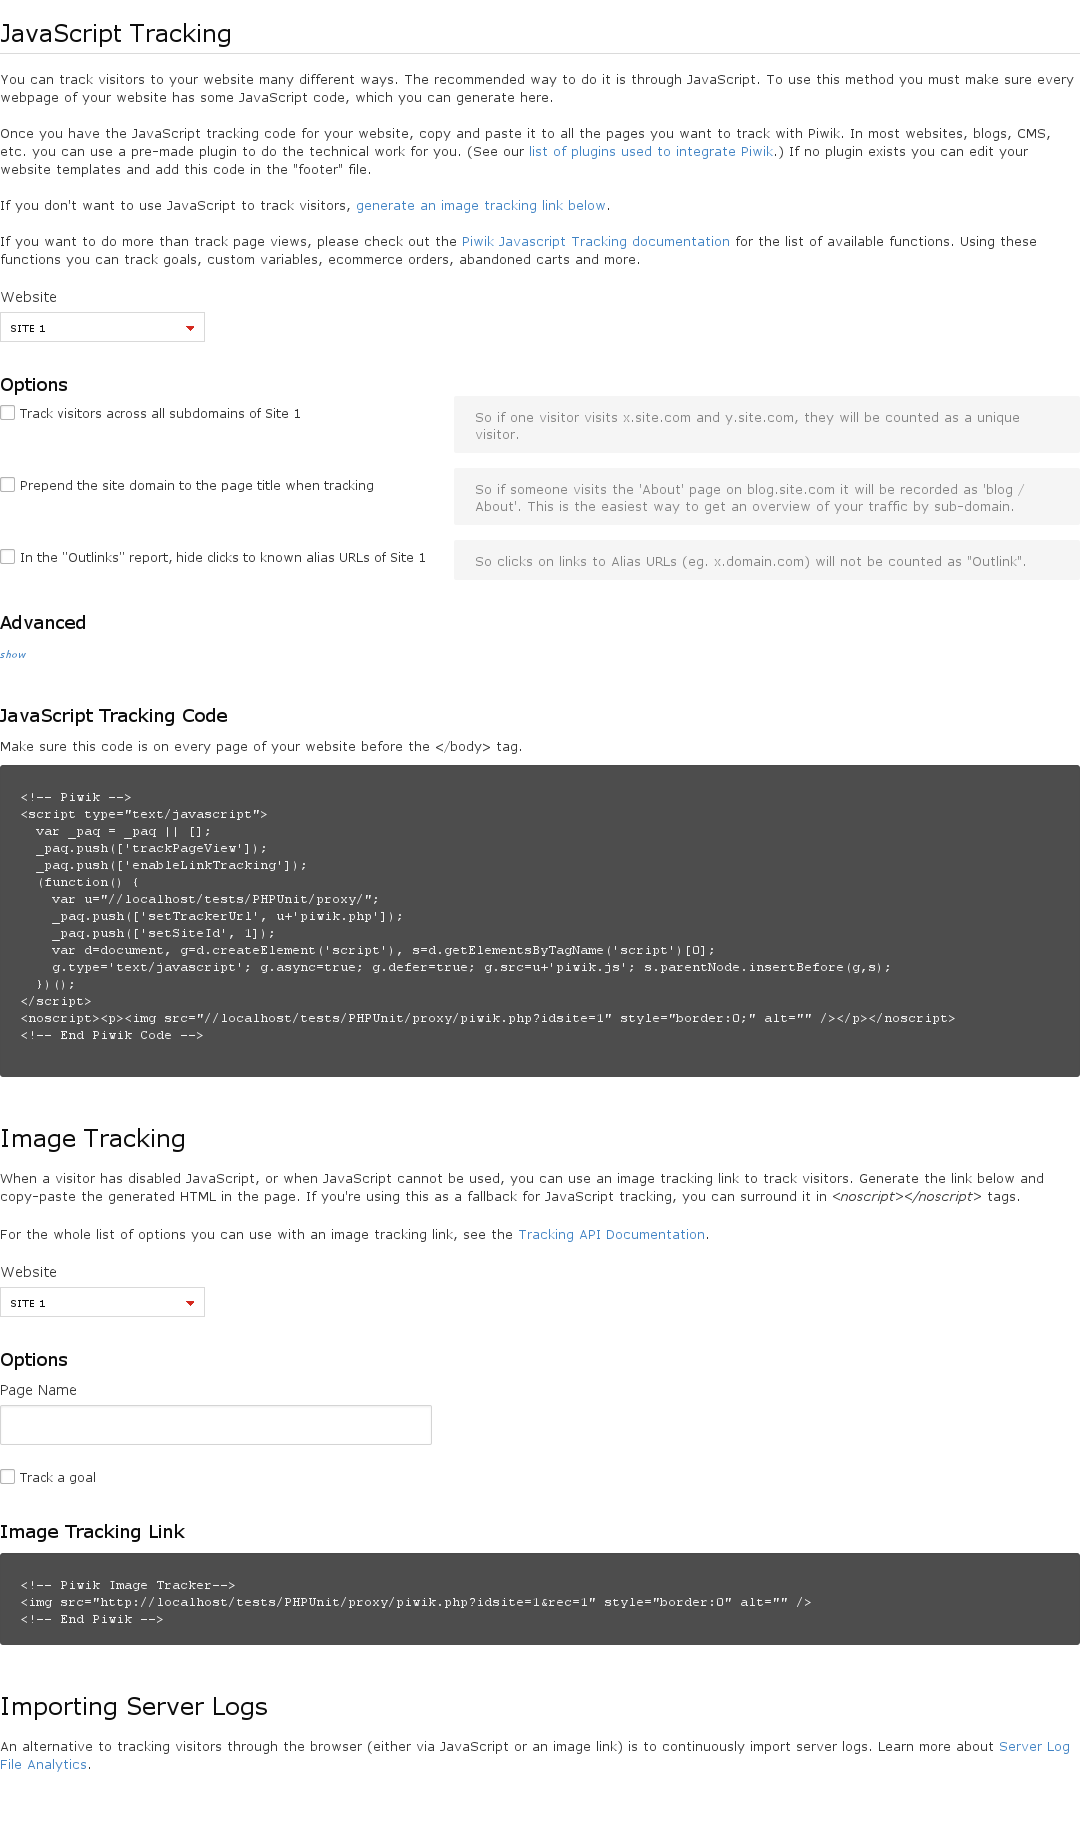 JavaScript Tracking
You can track visitors to your website many different ways. The recommended way to do it is through JavaScript. To use this method you must make sure every
webpage of your website has some JavaScript code, which you can generate here.
Once you have the JavaScript tracking code for your website, copy and paste it to all the pages you want to track with Piwik. In most websites, blogs, CMS,
etc. you can use a pre-made plugin to do the technical work for you. (See our list of plugins used to integrate Piwik.) If no plugin exists you can edit your
website templates and add this code in the "footer" file.
If you don't want to use JavaScript to track visitors, generate an image tracking link below.
If you want to do more than track page views, please check out the Piwik Javascript Tracking documentation for the list of available functions. Using these
functions you can track goals, custom variables, ecommerce orders, abandoned carts and more.
Website
SITE 1
Options
Track visitors across all subdomains of Site 1
So if one visitor visits x.site.com and y.site.com, they will be counted as a unique
visitor.
Prepend the site domain to the page title when tracking
So if someone visits the 'About' page on blog.site.com it will be recorded as 'blog /
About'. This is the easiest way to get an overview of your traffic by sub-domain.
In the "Outlinks" report, hide clicks to known alias URLs of Site 1
So clicks on links to Alias URLs (eg. x.domain.com) will not be counted as "Outlink".
Advanced
show
JavaScript Tracking Code
Make sure this code is on every page of your website before the </body> tag.
<!-- Piwik -->
<script type="text/javascript">
  var _paq = _paq || [];
  _paq.push(['trackPageView']);
  _paq.push(['enableLinkTracking']);
  (function() {
    var u="//localhost/tests/PHPUnit/proxy/";
    _paq.push(['setTrackerUrl', u+'piwik.php']);
    _paq.push(['setSiteId', 1]);
    var d=document, g=d.createElement('script'), s=d.getElementsByTagName('script')[0];
    g.type='text/javascript'; g.async=true; g.defer=true; g.src=u+'piwik.js'; s.parentNode.insertBefore(g,s);
  })();
</script>
<noscript><p><img src="//localhost/tests/PHPUnit/proxy/piwik.php?idsite=1" style="border:0;" alt="" /></p></noscript>
<!-- End Piwik Code -->
Image Tracking
When a visitor has disabled JavaScript, or when JavaScript cannot be used, you can use an image tracking link to track visitors. Generate the link below and
copy-paste the generated HTML in the page. If you're using this as a fallback for JavaScript tracking, you can surround it in <noscript></noscript> tags.
For the whole list of options you can use with an image tracking link, see the Tracking API Documentation.
Website
SITE 1
Options
Page Name
Track a goal
Image Tracking Link
<!-- Piwik Image Tracker-->
<img src="http://localhost/tests/PHPUnit/proxy/piwik.php?idsite=1&rec=1" style="border:0" alt="" />
<!-- End Piwik -->
Importing Server Logs
An alternative to tracking visitors through the browser (either via JavaScript or an image link) is to continuously import server logs. Learn more about Server Log
File Analytics.